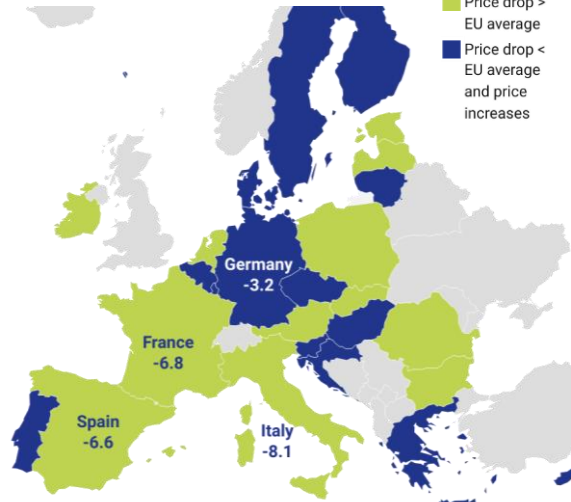 Price drop >
EU average
Price drop <
EU average
and price
increases
Germany
-3.2
France
-6.8
Spain
-6.6
Italy
-8.1